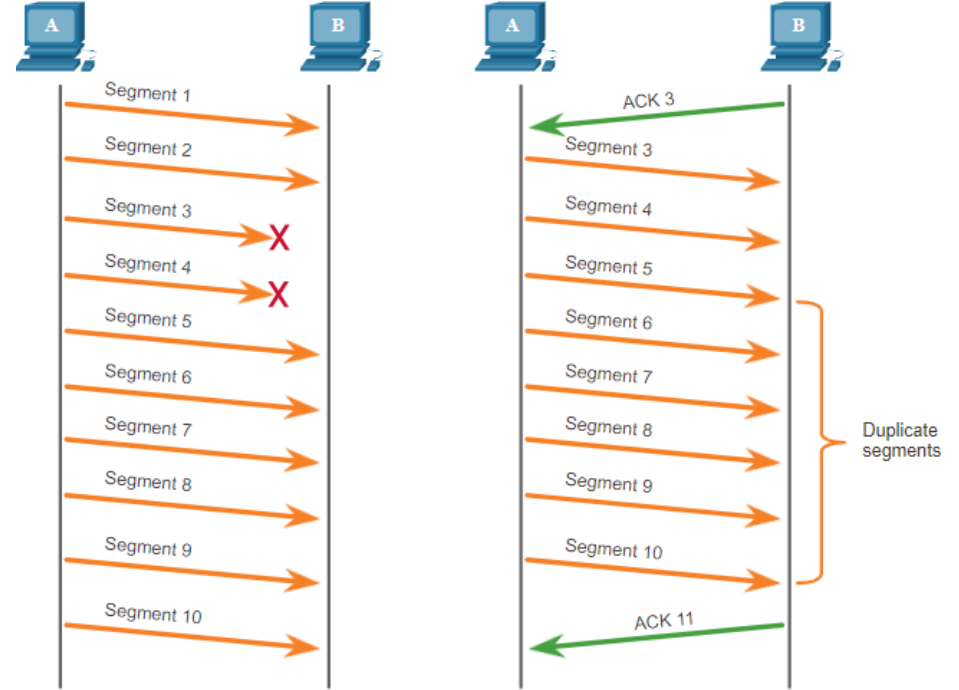 A
B
Segment 1
Segment 2
Segment 3
Segment 4
Segment 5
Segment 6
Segment 7
Segment 8
Segment 9
Segment 10
A
B
ACK 3
Segment 3
Segment 4
Segment 5
Segment 6
Segment 7
Segment 8
Segment 9
Segment 10
ACK 11
Duplicate
segments